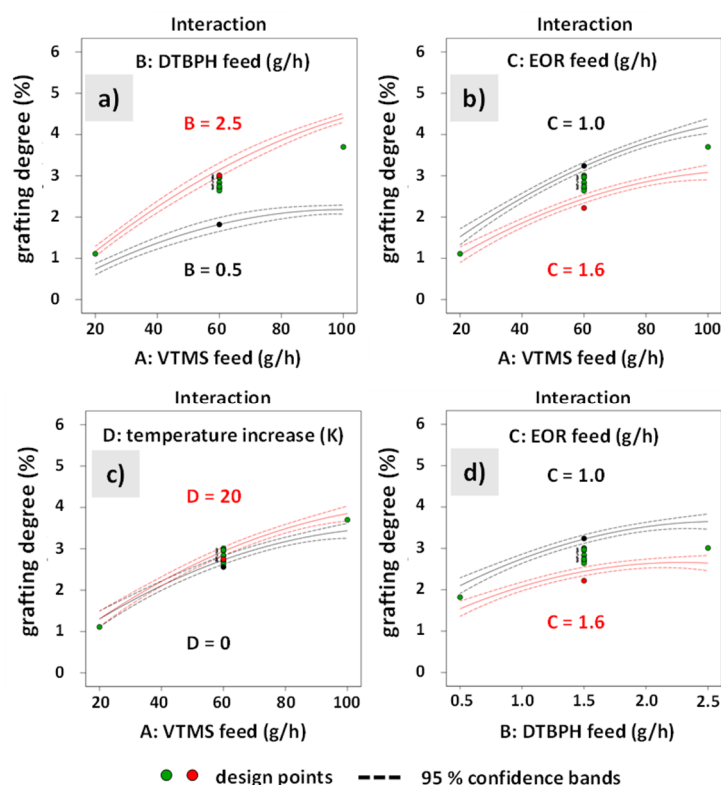 Interaction
B: DTBPH feed (g/h)
a)
B = 2.5
B = 0.5
grafting degree (%)
6
5
4
3
2
1
0
20 40 60 80 100
A: VTMS feed (g/h)
Interaction
C: EOR feed (g/h)
b)
C = 1.0
C = 1.6
grafting degree (%)
6
5
4
3
2
1
0
20 40 60 80 100
A: VTMS feed (g/h)
Interaction
D: temperature increase (K)
c)
D = 20
D = 0
grafting degree (%)
6
5
4
3
2
1
0
20 40 60 80 100
A: VTMS feed (g/h)
Interaction
C: EOR feed (g/h)
d)
C = 1.0
C = 1.6
grafting degree (%)
6
5
4
3
2
1
0
0.5 1.0 1.5 2.0 2.5
B: DTBPH feed (g/h)
design points
95 % confidence bands